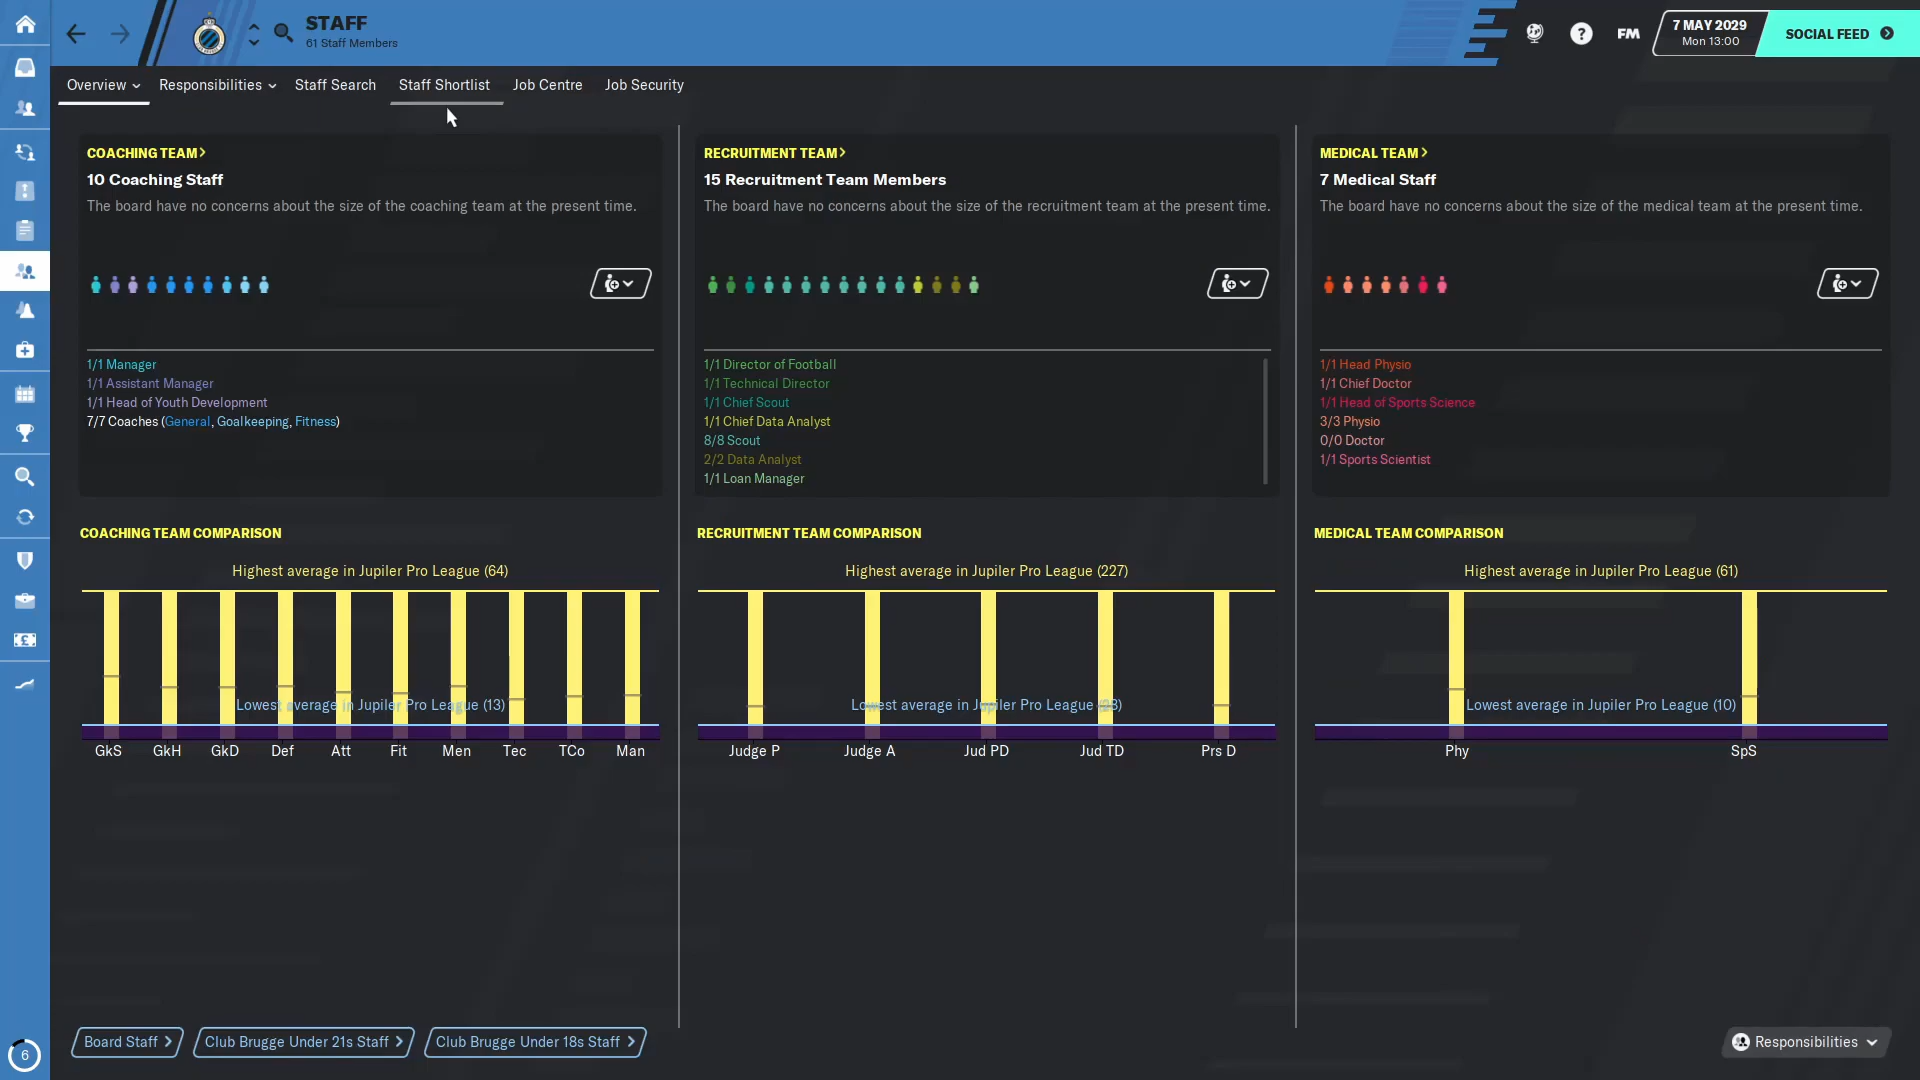 STAFF
61 Staff Members
FM
7 MAY 2029
Mon 13:00
SOCIAL FEED
Overview
Responsibilities
Staff Search
Staff Shortlist
Job Centre
Job Security
COACHING TEAM
10 Coaching Staff
The board have no concerns about the size of the coaching team at the present time.
1/1 Manager
1/1 Assistant Manager
1/1 Head of Youth Development
7/7 Coaches (General, Goalkeeping, Fitness)
RECRUITMENT TEAM
15 Recruitment Team Members
The board have no concerns about the size of the recruitment team at the present time.
1/1 Director of Football
1/1 Technical Director
1/1 Chief Scout
1/1 Chief Data Analyst
8/8 Scout
2/2 Data Analyst
1/1 Loan Manager
MEDICAL TEAM
7 Medical Staff
The board have no concerns about the size of the medical team at the present time.
1/1 Head Physio
1/1 Chief Doctor
1/1 Head of Sports Science
3/3 Physio
0/0 Doctor
1/1 Sports Scientist
COACHING TEAM COMPARISON
Highest average in Jupiler Pro League (64)
Lowest average in Jupiler Pro League (13)
GkS GkH GkD Def Att Fit Men Tec TCo Man
RECRUITMENT TEAM COMPARISON
Highest average in Jupiler Pro League (227)
Lowest average in Jupiler Pro League
Judge P Judge A Jud PD Jud TD Prs D
MEDICAL TEAM COMPARISON
Highest average in Jupiler Pro League (61)
Lowest average in Jupiler Pro League (10)
Phy SpS
Board Staff
Club Brugge Under 21s Staff
Club Brugge Under 18s Staff
Responsibilities
6